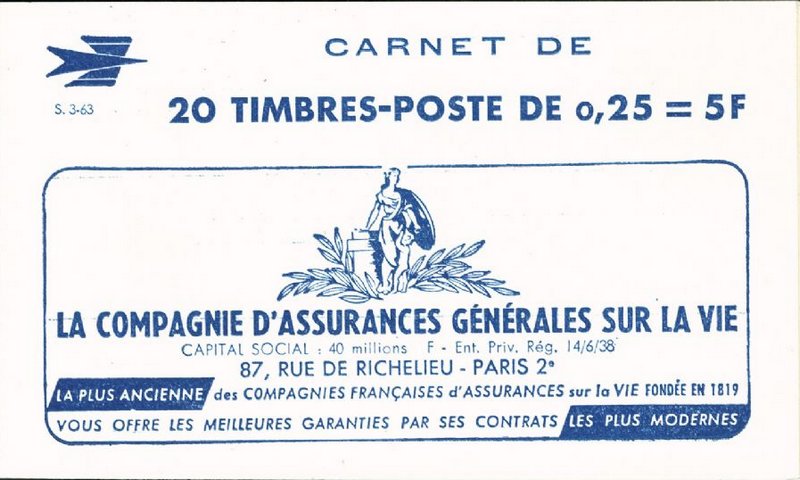 CARNET DE
S. 3-63
20 TIMBRES-POSTE DE 0,25 = 5F
LA COMPAGNIE D'ASSURANCES GÉNÉRALES SUR LA VIE
CAPITAL SOCIAL : 40 millions F - Ent. Priv. Rég. 14/6/38
87, RUE DE RICHELIEU - PARIS 2e
LA PLUS ANCIENNE des COMPAGNIES FRANÇAISES d'ASSURANCES sur la VIE FONDÉE EN 1819
VOUS OFFRE LES MEILLEURES GARANTIES PAR SES CONTRATS LES PLUS MODERNES